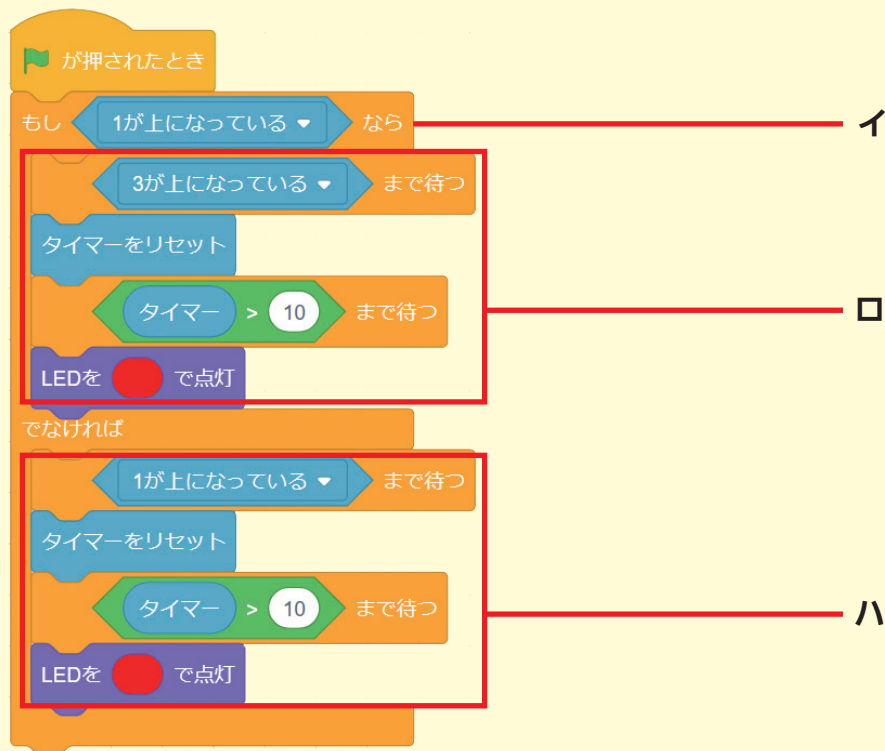 が押されたとき
もし 1が上になっている なら
イ
3が上になっている まで待つ
タイマーをリセット
タイマー > 10 まで待つ
ロ
LEDを で点灯
でなければ
1が上になっている まで待つ
タイマーをリセット
タイマー > 10 まで待つ
ハ
LEDを で点灯